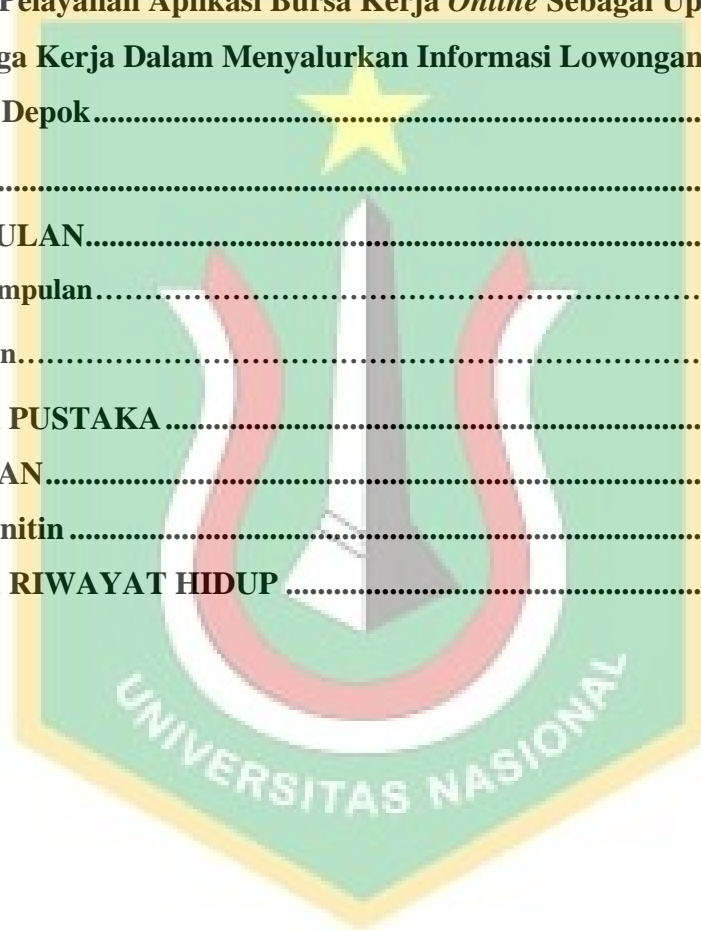 Pelayanan Aplikasi Bursa Kerja Online Sebagai Up
ga Kerja Dalam Menyalurkan Informasi Lowongan
Depok......................................................................................
................................................................................................
ULAN......................................................................................
mpulan....................................................................................
n................................................................................................
PUSTAKA............................................................................
AN............................................................................................
nitin..........................................................................................
RIWAYAT HIDUP..............................................................
UNIVERSITAS NASIONAL